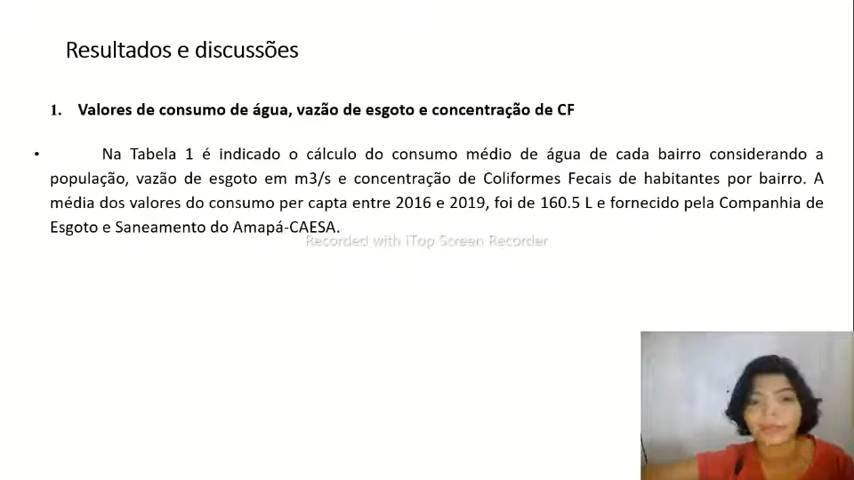 Resultados e discussões
1. Valores de consumo de água, vazão de esgoto e concentração de CF
• Na Tabela 1 é indicado o cálculo do consumo médio de água de cada bairro considerando a
população, vazão de esgoto em m3/s e concentração de Coliformes Fecais de habitantes por bairro. A
média dos valores do consumo per capta entre 2016 e 2019, foi de 160.5 L e fornecido pela Companhia de
Esgoto e Saneamento do Amapá-CAESA.
Recorded with iTop Screen Recorder